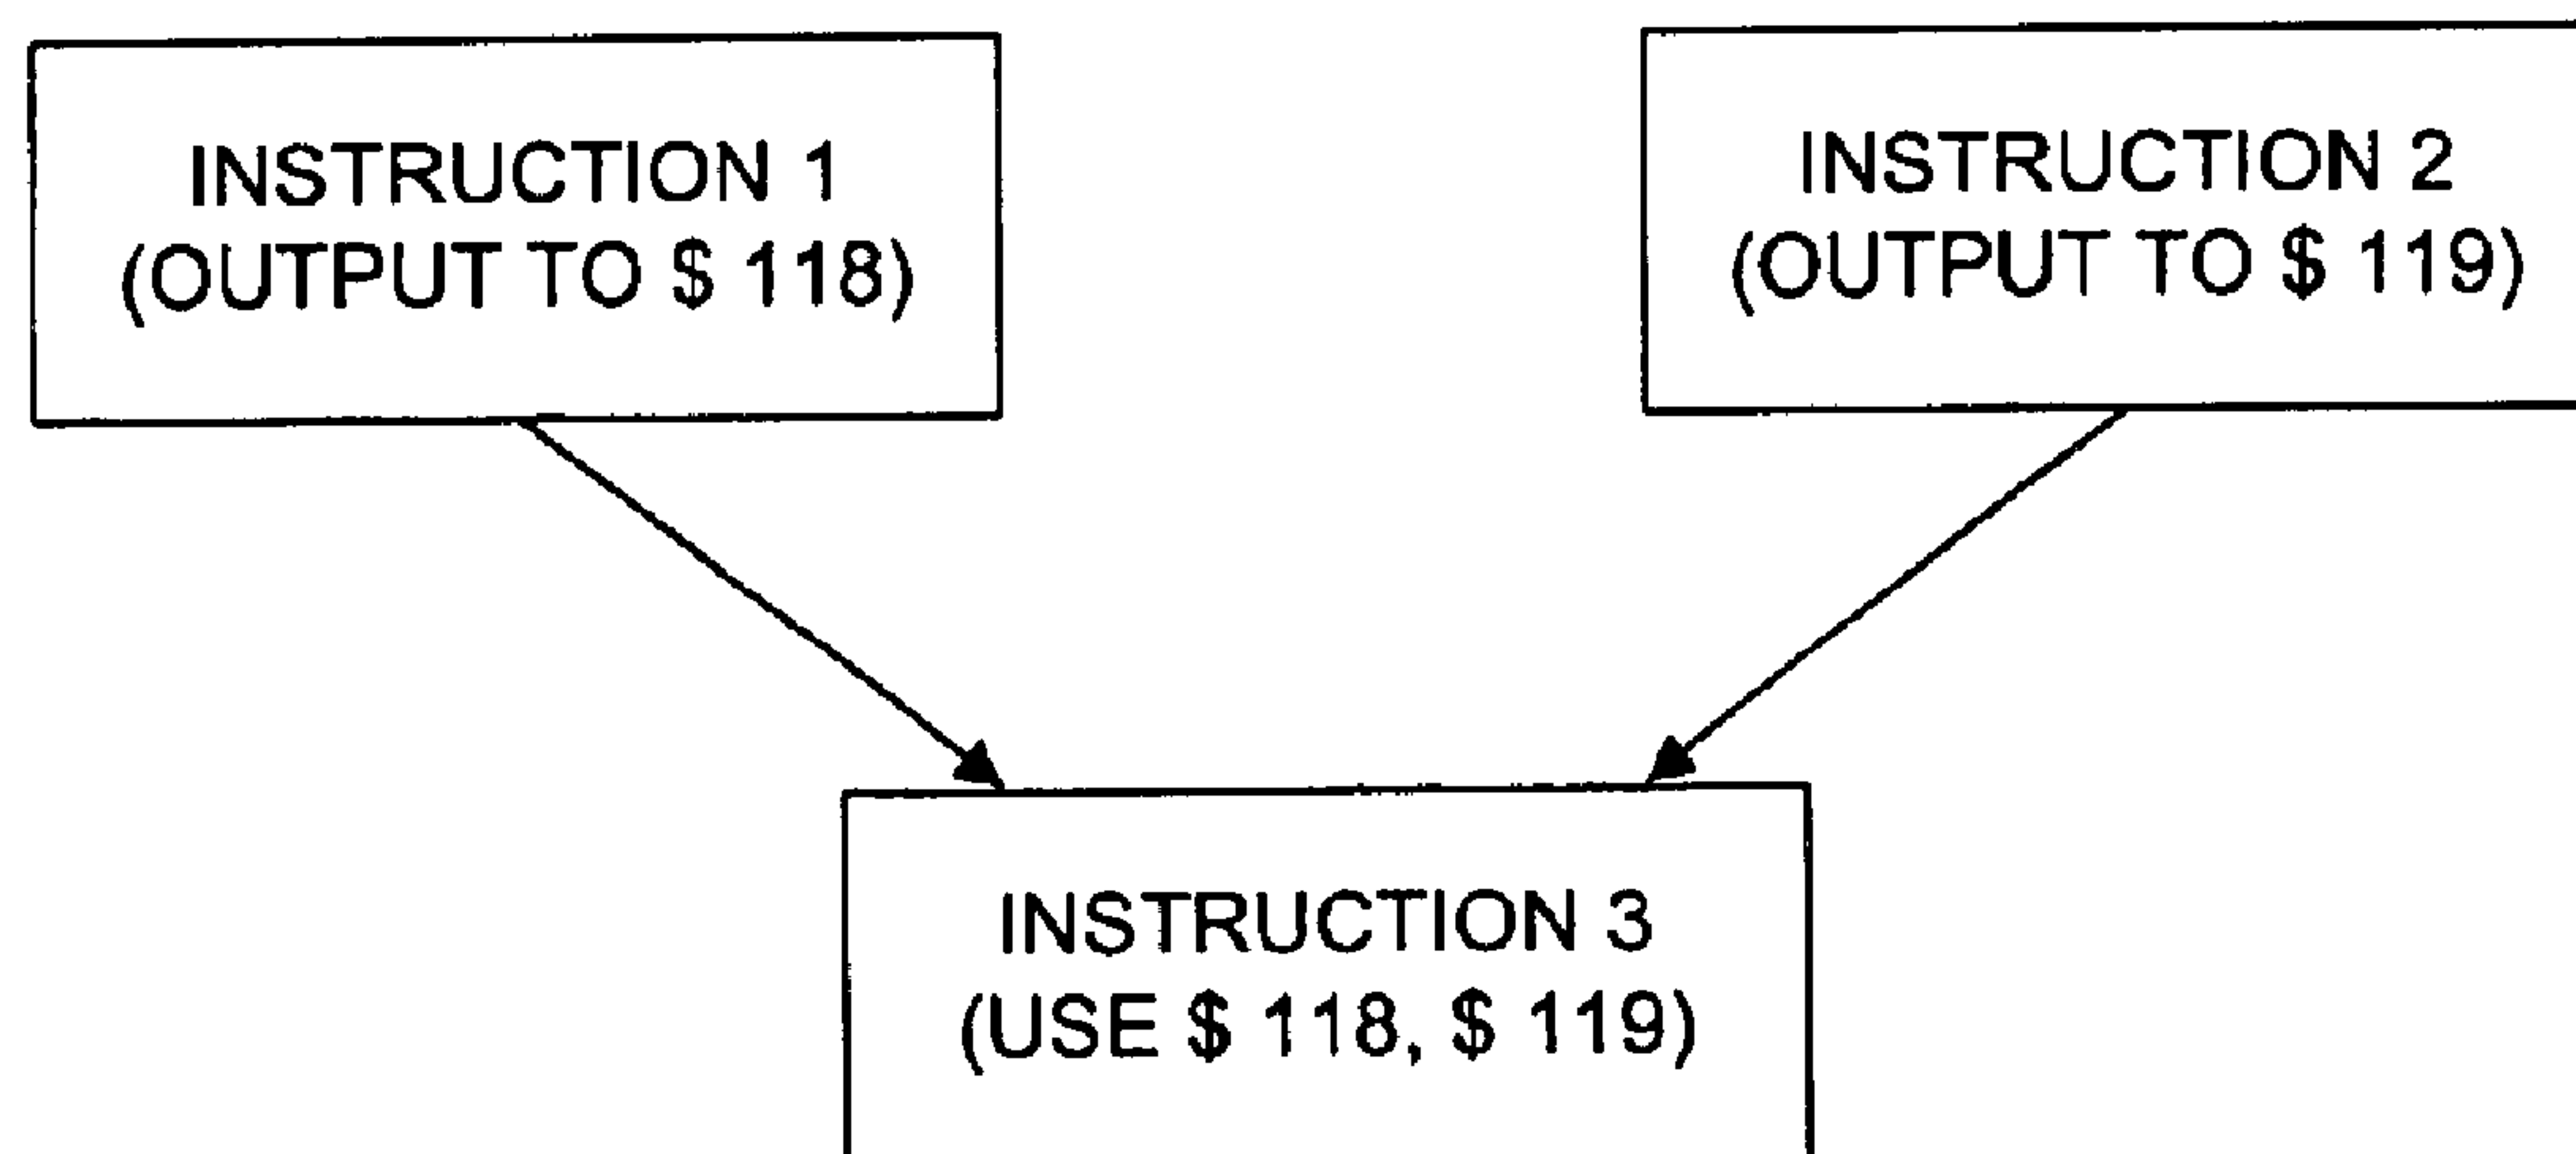 INSTRUCTION 1
(OUTPUT TO $ 118)
INSTRUCTION 2
(OUTPUT TO $ 119)
INSTRUCTION 3
(USE $ 118, $ 119)